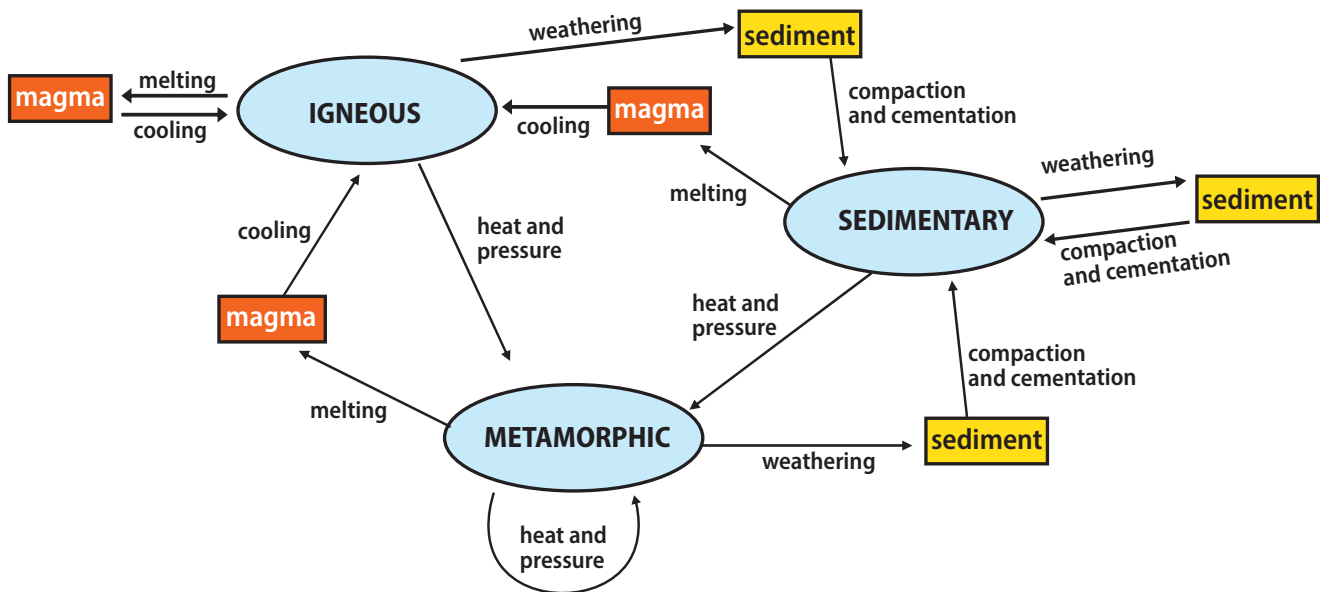 weathering
sediment
magma
melting
cooling
IGNEOUS
cooling
magma
compaction
and cementation
melting
weathering
sediment
SEDIMENTARY
compaction
and cementation
cooling
heat and
pressure
magma
heat and
pressure
compaction
and cementation
melting
METAMORPHIC
weathering
sediment
heat and
pressure